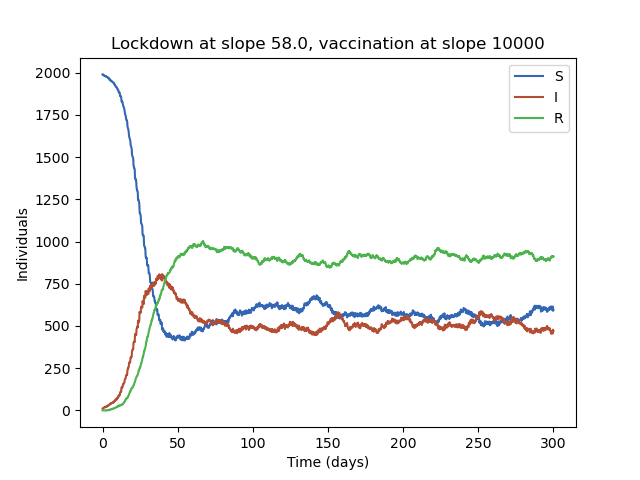 Lockdown at slope 58.0, vaccination at slope 10000
2000
1750
1500
1250
1000
750
500
250
0
Individuals
S
I
R
0 50 100 150 200 250 300
Time (days)